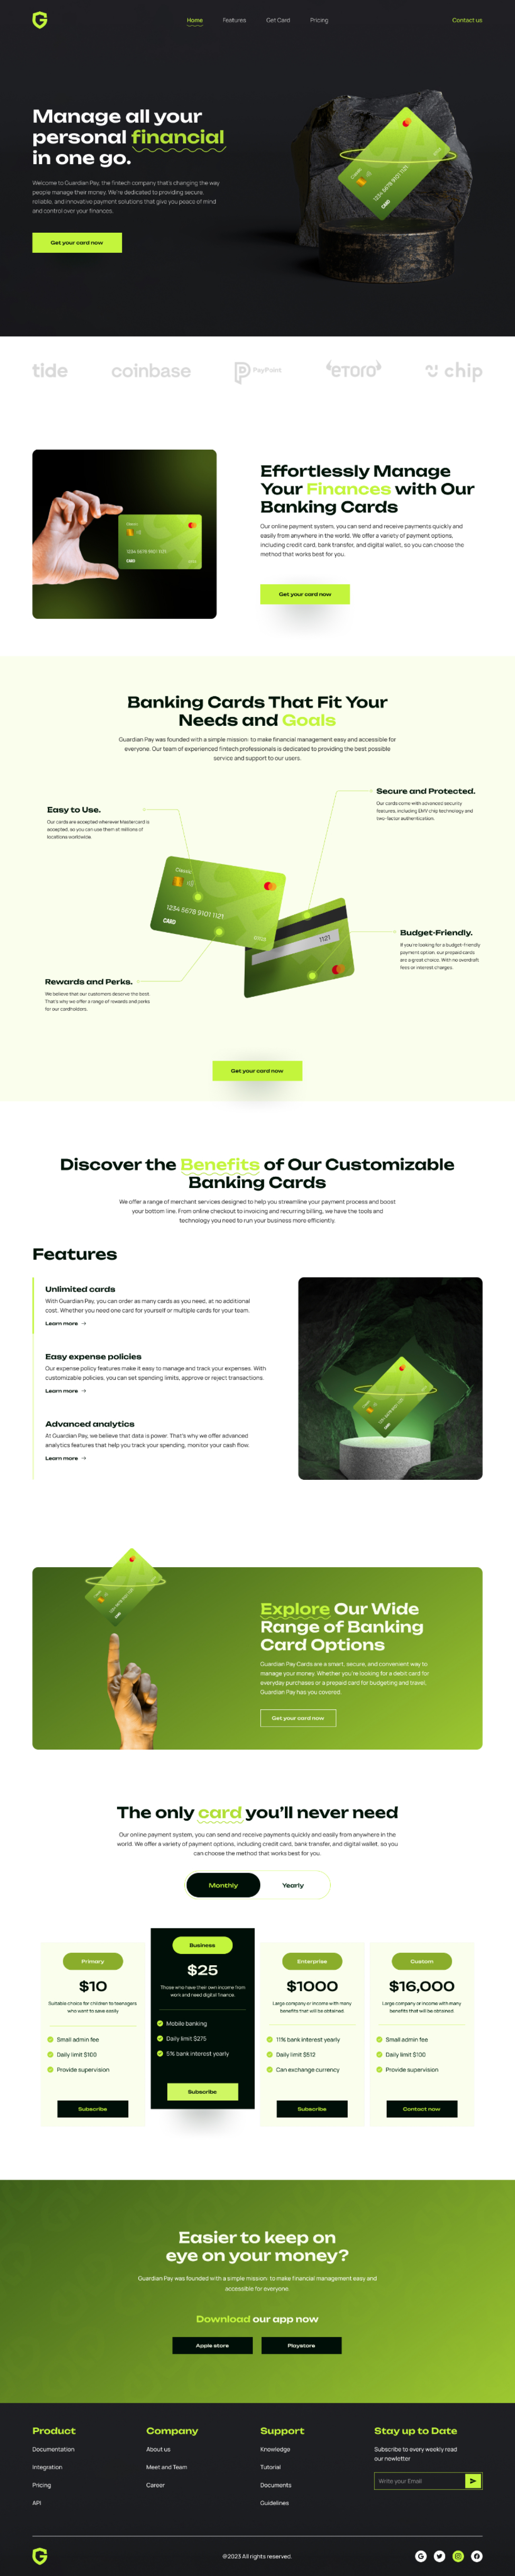 Home Features Get Card Pricing Contact us
Manage all your
personal financial
in one go.
Welcome to Guardian Pay, the fintech company that's changing the way
people manage their money. We're dedicated to providing secure,
reliable, and innovative payment solutions that give you peace of mind
and control over your finances.
Get your card now
Classic
1234 5678 9101 1121
CARD
tide coinbase PayPoint eToro chip
Effortlessly Manage
Your Finances with Our
Banking Cards
Our online payment system, you can send and receive payments quickly and
easily from anywhere in the world. We offer a variety of payment options,
including credit card, bank transfer, and digital wallet, so you can choose the
method that works best for you.
Get your card now
Classic
1234 5678 9101 1121
CARD
Banking Cards That Fit Your
Needs and Goals
Guardian Pay was founded with a simple mission: to make financial management easy and accessible for
everyone. Our team of experienced fintech professionals is dedicated to providing the best possible
service and support to our users.
Secure and Protected.
Our cards come with advanced security
features, including EMV chip technology and
two-factor authentication.
Easy to Use.
Our cards are accepted wherever Mastercard is
accepted, so you can use them at millions of
locations worldwide.
Classic
1234 5678 9101 1121
CARD
1121
Budget-Friendly.
If you're looking for a budget-friendly
payment option, our prepaid cards
are a great choice. With no overdraft
fees or interest charges.
Rewards and Perks.
We believe that our customers deserve the best.
That's why we offer a range of rewards and perks
for our cardholders.
Get your card now
Discover the Benefits of Our Customizable
Banking Cards
We offer a range of merchant services designed to help you streamline your payment process and boost
your bottom line. From online checkout to invoicing and recurring billing, we have the tools and
technology you need to run your business more efficiently.
Features
Unlimited cards
With Guardian Pay, you can order as many cards as you need, at no additional
cost. Whether you need one card for yourself or multiple cards for your team.
Learn more →
Easy expense policies
Our expense policy features make it easy to manage and track your expenses. With
customizable policies, you can set spending limits, approve or reject transactions.
Learn more →
Advanced analytics
At Guardian Pay, we believe that data is power. That's why we offer advanced
analytics features that help you track your spending, monitor your cash flow.
Learn more →
Explore Our Wide
Range of Banking
Card Options
Guardian Pay Cards are a smart, secure, and convenient way to
manage your money. Whether you're looking for a debit card for
everyday purchases or a prepaid card for budgeting and travel,
Guardian Pay has you covered.
Get your card now
The only card you'll never need
Our online payment system, you can send and receive payments quickly and easily from anywhere in the
world. We offer a variety of payment options, including credit card, bank transfer, and digital wallet, so you
can choose the method that works best for you.
Monthly Yearly
Primary
$10
Suitable choice for children to teenagers
who want to save easily
Small admin fee
Daily limit $100
Provide supervision
Subscribe
Business
$25
Those who have their own income from
work and need digital finance.
Mobile banking
Daily limit $275
5% bank interest yearly
Subscribe
Enterprise
$1000
Large company or income with many
benefits that will be obtained
11% bank interest yearly
Daily limit $512
Can exchange currency
Subscribe
Custom
$16,000
Large company or income with many
benefits that will be obtained
Small admin fee
Daily limit $100
Provide supervision
Contact now
Easier to keep on
eye on your money?
Guardian Pay was founded with a simple mission: to make financial management easy and
accessible for everyone.
Download our app now
Apple store Playstore
Product
Documentation
Integration
Pricing
API
Company
About us
Meet and Team
Career
Support
Knowledge
Tutorial
Documents
Guidelines
Stay up to Date
Subscribe to every weekly read
our newletter
Write your Email
@2023 All rights reserved.